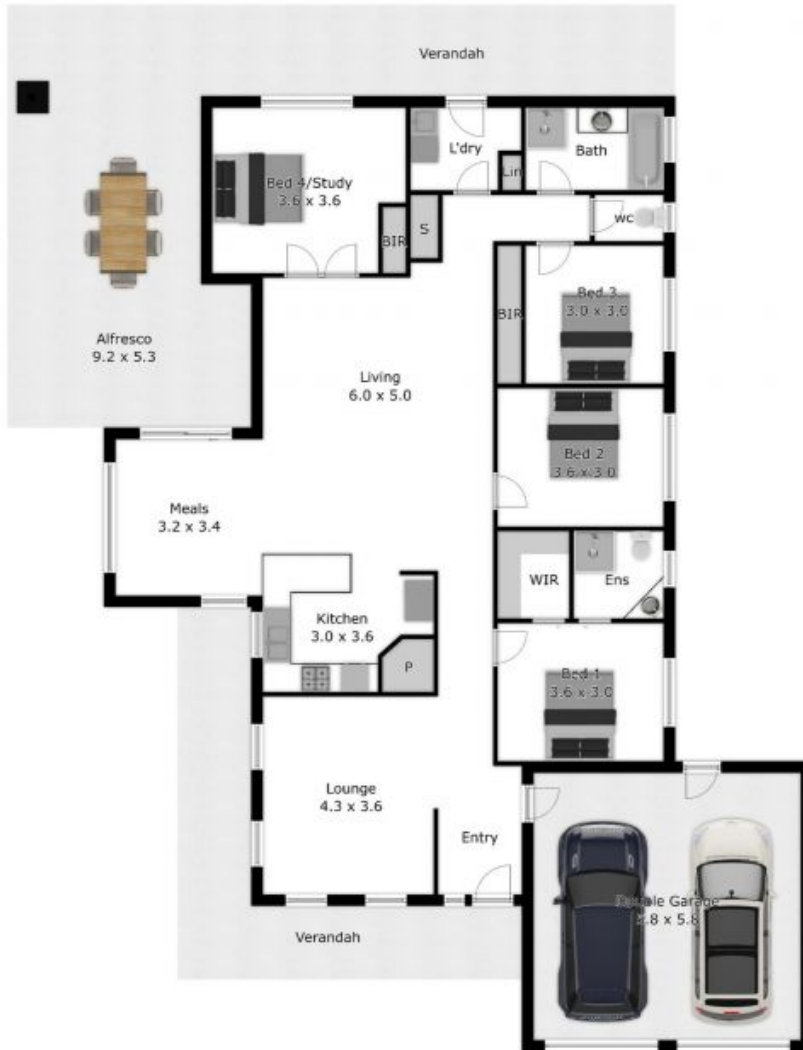 Verandah
L'dry
Lin
Bath
Bed 4/Study
3.6 x 3.6
BIR
S
wc
BIR
Bed 3
3.0 x 3.0
Alfresco
9.2 x 5.3
Living
6.0 x 5.0
Bed 2
3.6 x 3.0
Meals
3.2 x 3.4
WIR
Ens
Kitchen
3.0 x 3.6
P
Bed 1
3.6 x 3.0
Lounge
4.3 x 3.6
Entry
Double Garage
x 5.8
Verandah